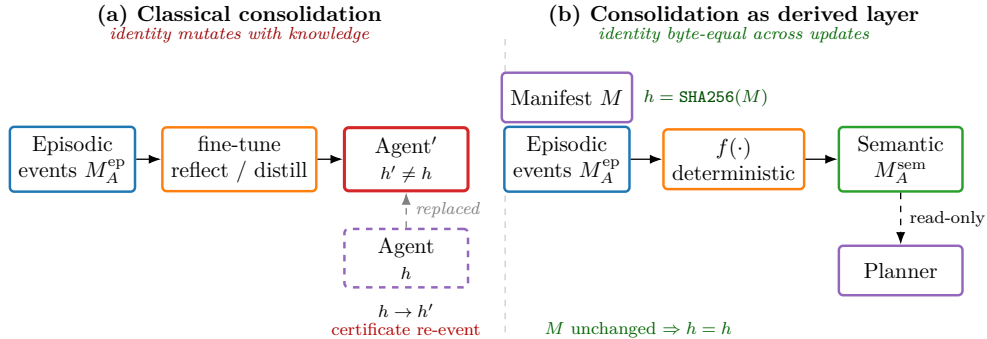 (a) Classical consolidation
identity mutates with knowledge
Episodic
events M_A^ep
fine-tune
reflect / distill
Agent′
h′ ≠ h
replaced
Agent
h
h → h′
certificate re-event
(b) Consolidation as derived layer
identity byte-equal across updates
Manifest M
h = SHA256(M)
Episodic
events M_A^ep
f(·)
deterministic
Semantic
M_A^sem
read-only
Planner
M unchanged ⇒ h = h